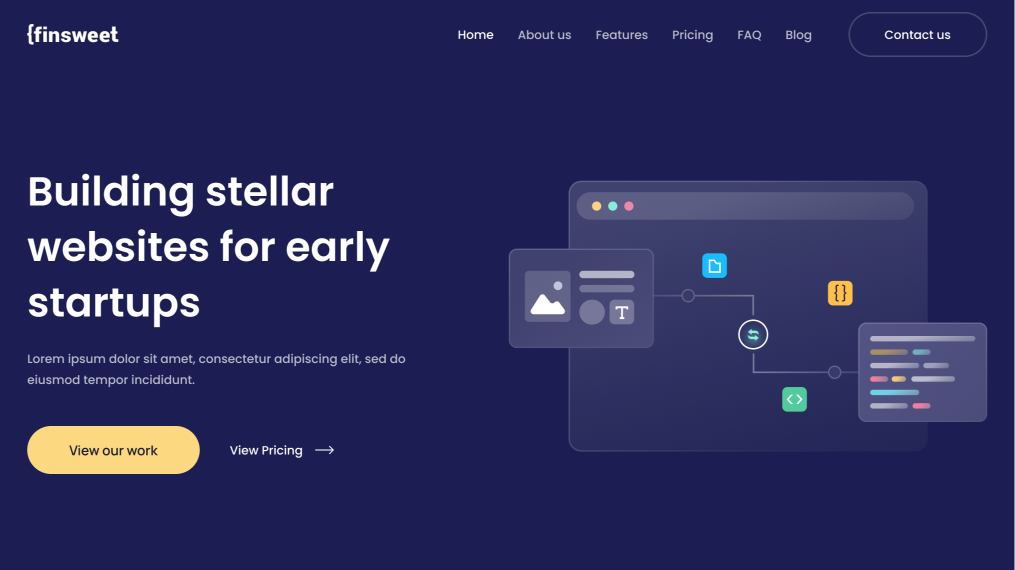 {finsweet
Home About us Features Pricing FAQ Blog Contact us
Building stellar
websites for early
startups
Lorem ipsum dolor sit amet, consectetur adipiscing elit, sed do
eiusmod tempor incididunt.
View our work View Pricing
T
{}
<>